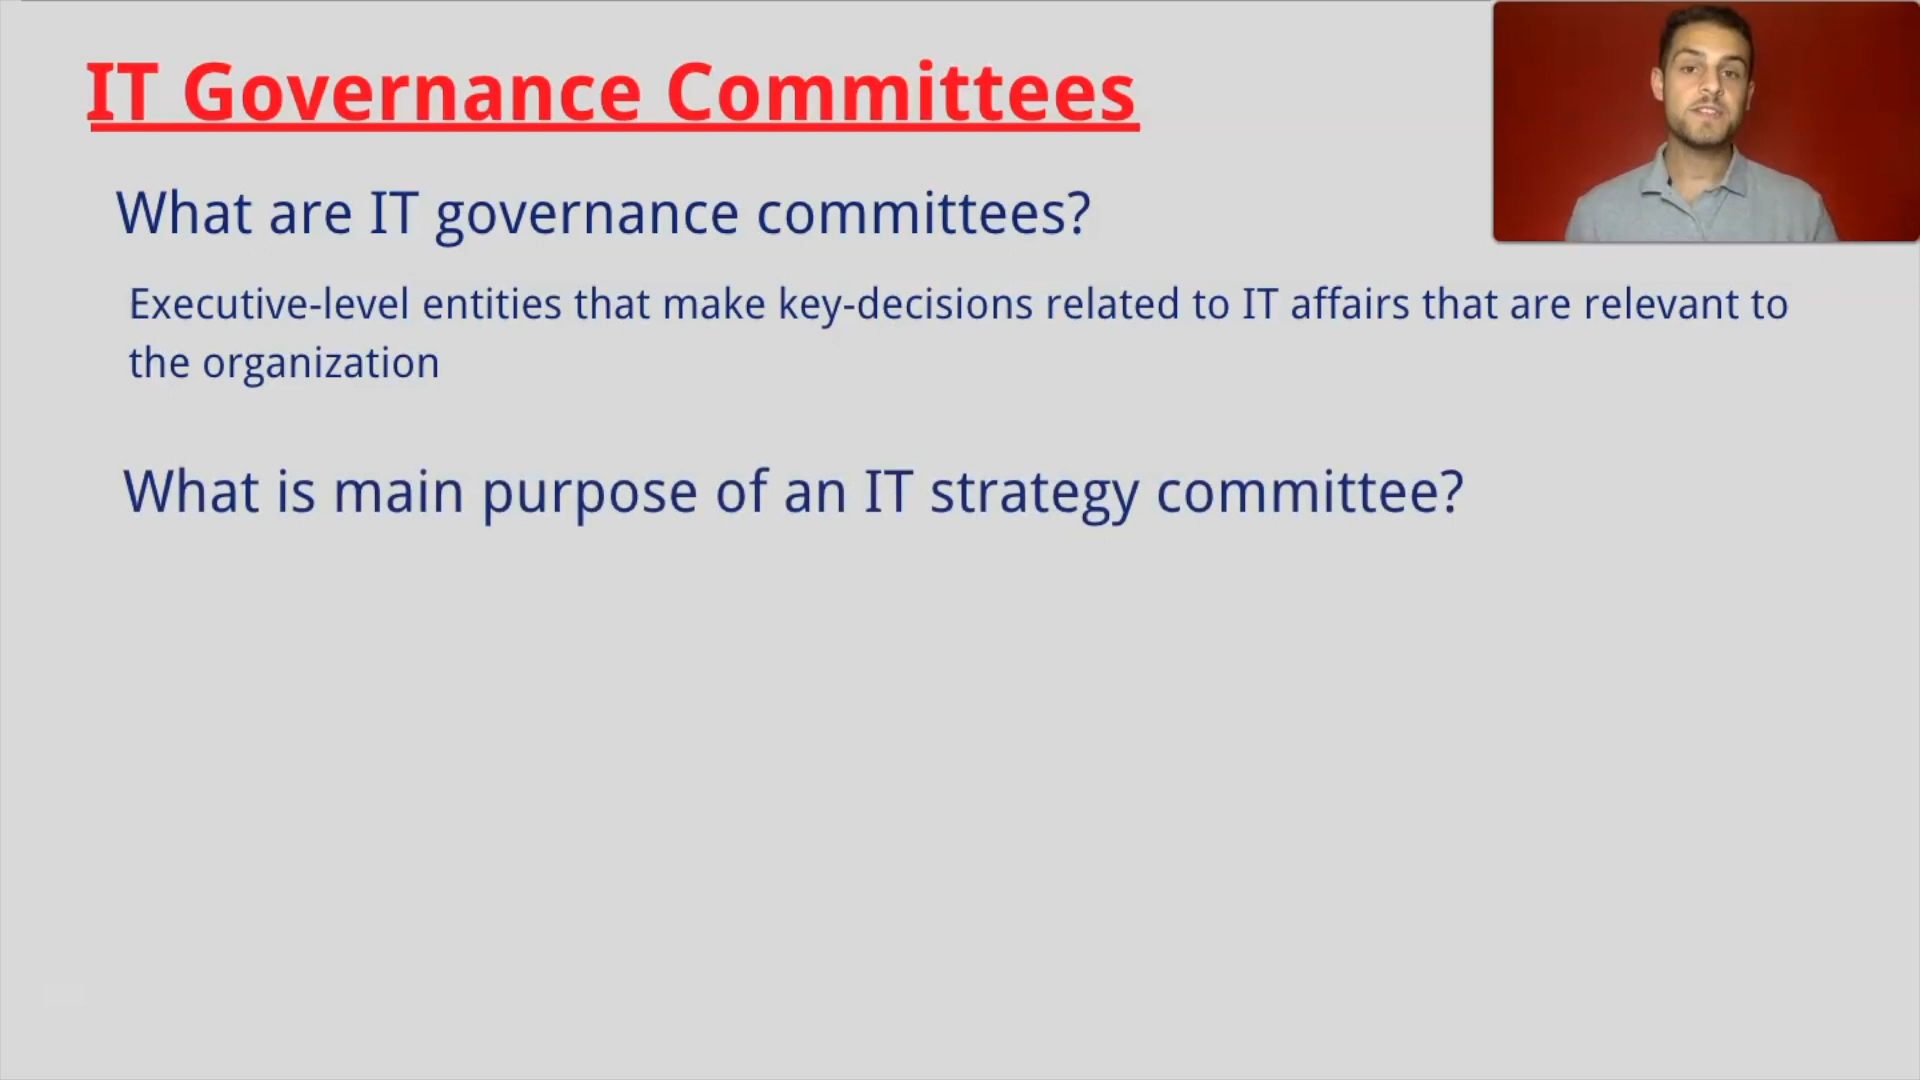 IT Governance Committees
What are IT governance committees?
Executive-level entities that make key-decisions related to IT affairs that are relevant to
the organization
What is main purpose of an IT strategy committee?